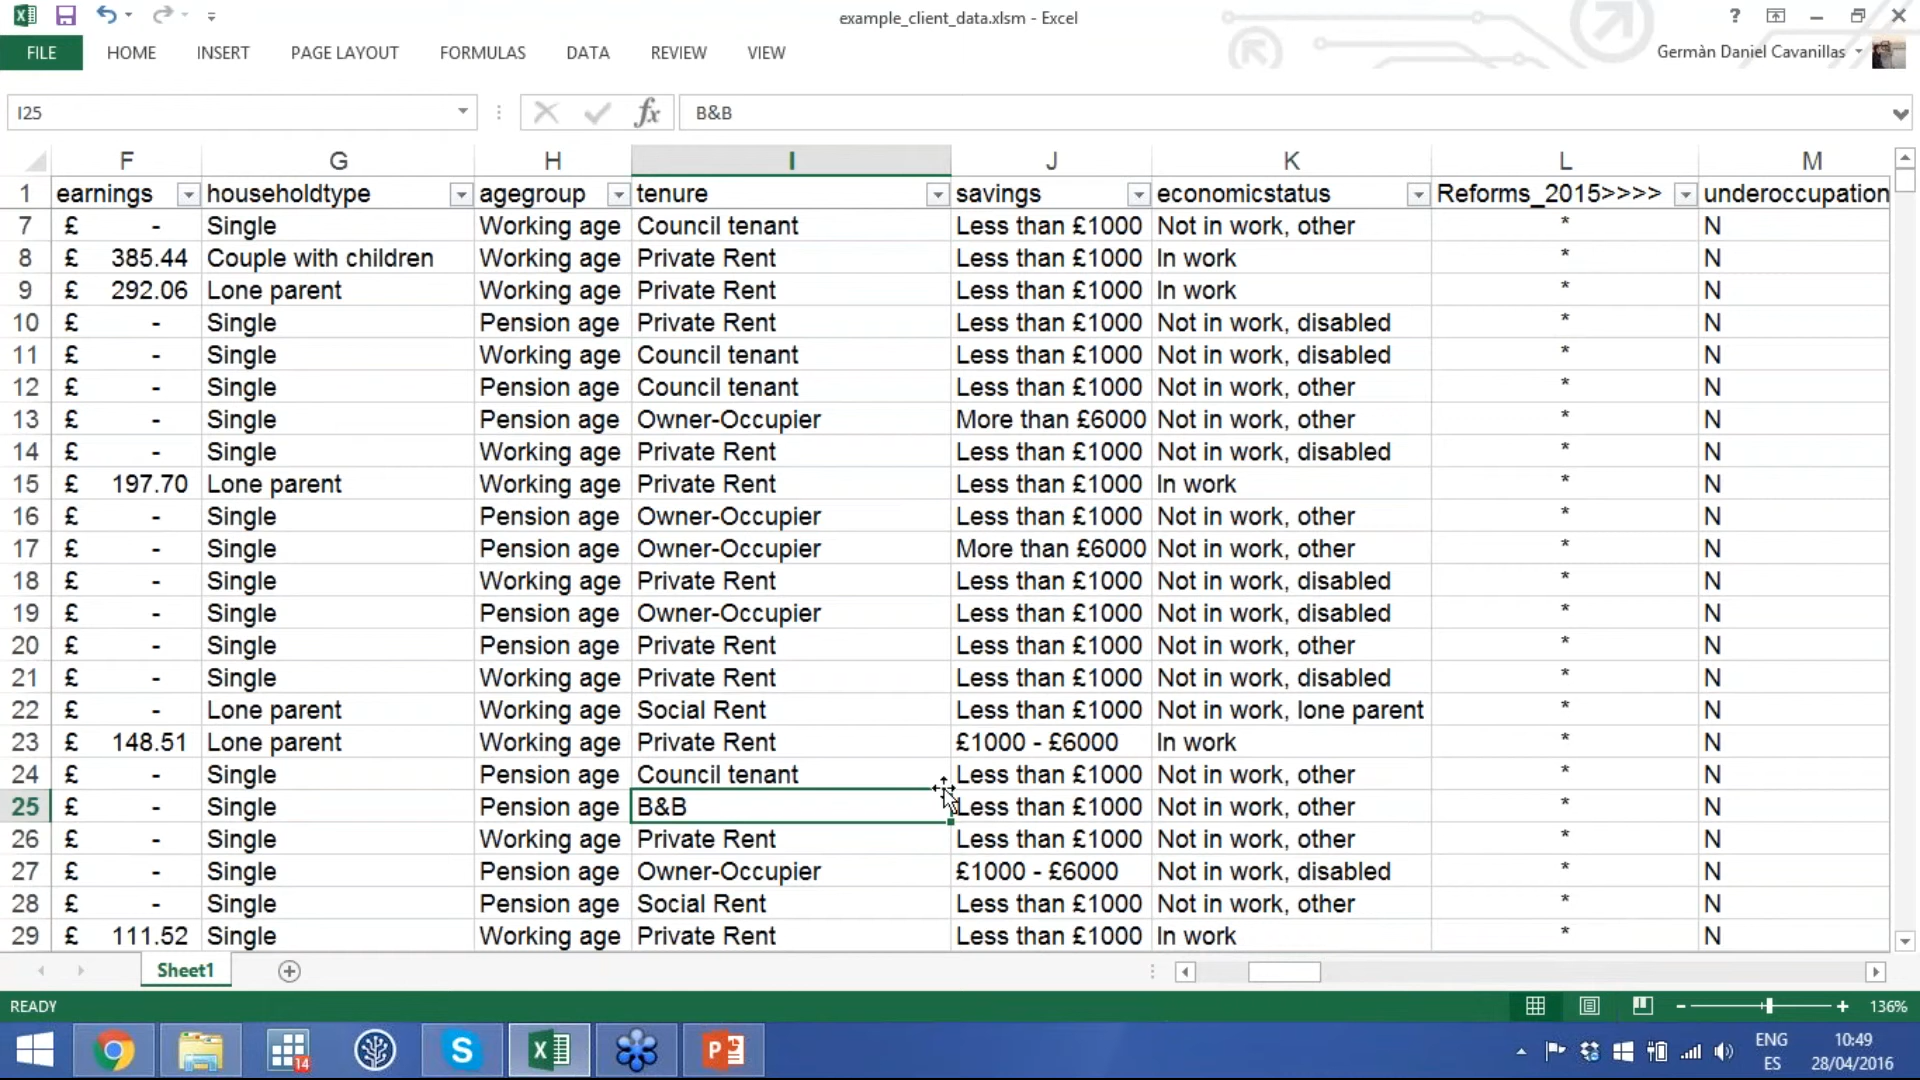 example_client_data.xlsm - Excel
?
FILE HOME INSERT PAGE LAYOUT FORMULAS DATA REVIEW VIEW Germàn Daniel Cavanillas
I25 fx B&B
F G H I J K L M
1 earnings householdtype agegroup tenure savings economicstatus Reforms_2015>>>> underoccupation
7 £ - Single Working age Council tenant Less than £1000 Not in work, other * N
8 £ 385.44 Couple with children Working age Private Rent Less than £1000 In work * N
9 £ 292.06 Lone parent Working age Private Rent Less than £1000 In work * N
10 £ - Single Pension age Private Rent Less than £1000 Not in work, disabled * N
11 £ - Single Working age Council tenant Less than £1000 Not in work, disabled * N
12 £ - Single Pension age Council tenant Less than £1000 Not in work, other * N
13 £ - Single Pension age Owner-Occupier More than £6000 Not in work, other * N
14 £ - Single Working age Private Rent Less than £1000 Not in work, disabled * N
15 £ 197.70 Lone parent Working age Private Rent Less than £1000 In work * N
16 £ - Single Pension age Owner-Occupier Less than £1000 Not in work, other * N
17 £ - Single Pension age Owner-Occupier More than £6000 Not in work, other * N
18 £ - Single Working age Private Rent Less than £1000 Not in work, disabled * N
19 £ - Single Pension age Owner-Occupier Less than £1000 Not in work, disabled * N
20 £ - Single Pension age Private Rent Less than £1000 Not in work, other * N
21 £ - Single Working age Private Rent Less than £1000 Not in work, disabled * N
22 £ - Lone parent Working age Social Rent Less than £1000 Not in work, lone parent * N
23 £ 148.51 Lone parent Working age Private Rent £1000 - £6000 In work * N
24 £ - Single Pension age Council tenant Less than £1000 Not in work, other * N
25 £ - Single Pension age B&B Less than £1000 Not in work, other * N
26 £ - Single Working age Private Rent Less than £1000 Not in work, other * N
27 £ - Single Pension age Owner-Occupier £1000 - £6000 Not in work, disabled * N
28 £ - Single Pension age Social Rent Less than £1000 Not in work, other * N
29 £ 111.52 Single Working age Private Rent Less than £1000 In work * N
Sheet1
READY 136%
14
ENG 10:49
ES 28/04/2016